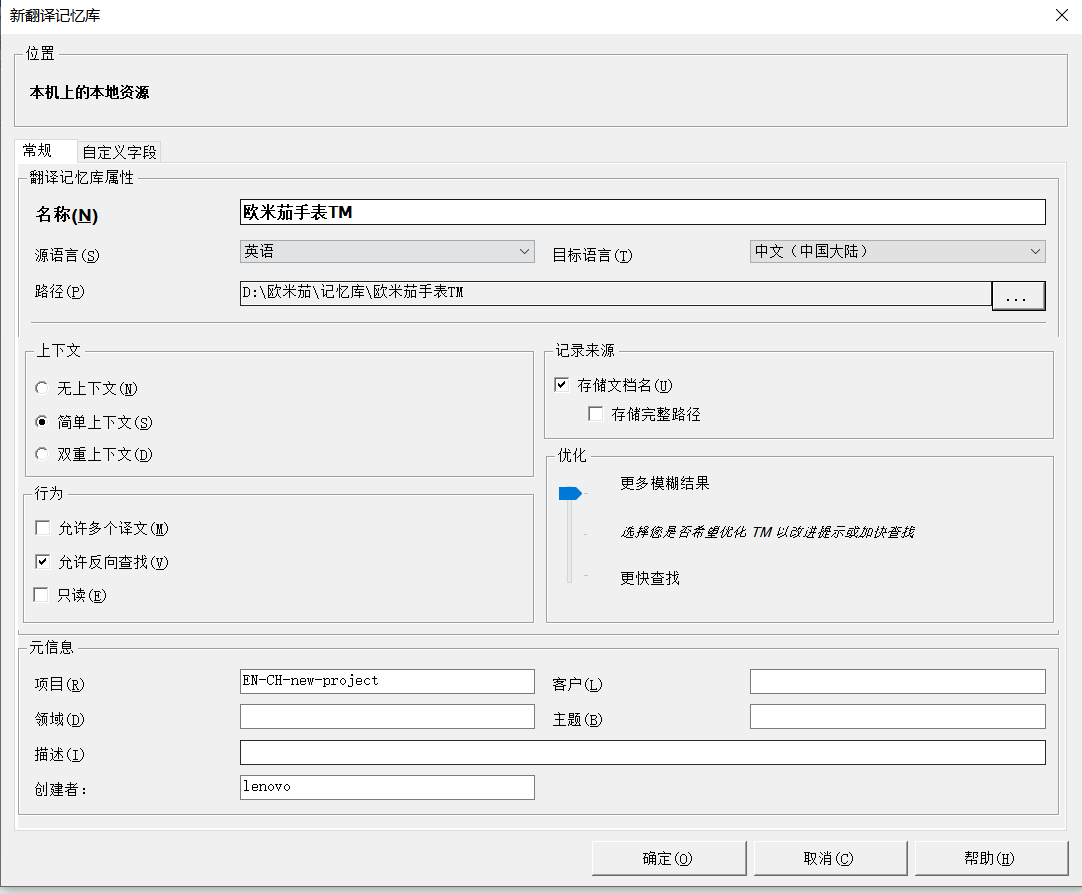 新翻译记忆库
位置
本机上的本地资源
常规 自定义字段
翻译记忆库属性
名称(N) 欧米茄手表TM
源语言(S) 英语 目标语言(T) 中文（中国大陆）
路径(P) D:\欧米茄\记忆库\欧米茄手表TM ...
上下文
无上下文(N)
简单上下文(S)
双重上下文(D)
记录来源
存储文档名(U)
存储完整路径
行为
允许多个译文(M)
允许反向查找(V)
只读(E)
优化
更多模糊结果
选择您是否希望优化 TM 以改进提示或加快查找
更快查找
元信息
项目(R) EN-CH-new-project 客户(L)
领域(D) 主题(B)
描述(I)
创建者: lenovo
确定(O) 取消(C) 帮助(H)